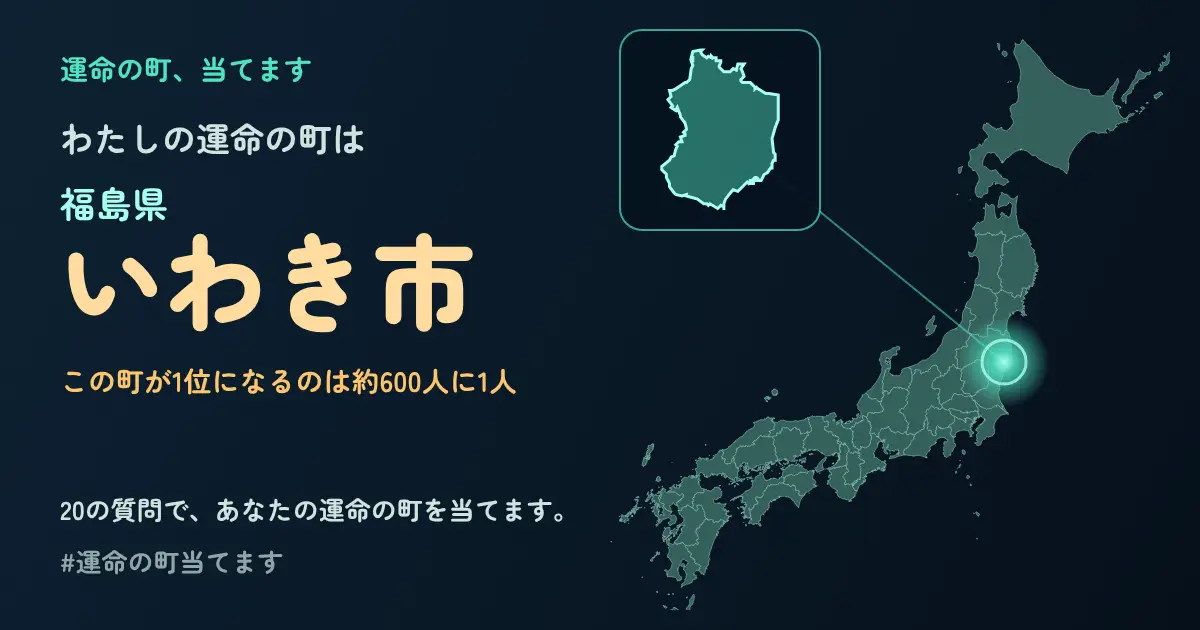 運命の町、当てます
わたしの運命の町は
福島県
いわき市
この町が1位になるのは約600人に1人
20の質問で、あなたの運命の町を当てます。
#運命の町当てます